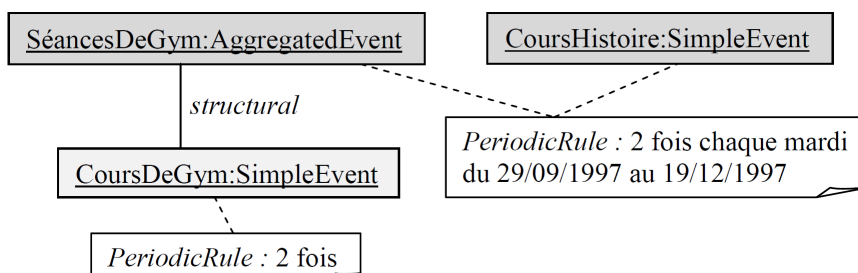 SéancesDeGym:AggregatedEvent
CoursHistoire:SimpleEvent
structural
PeriodicRule : 2 fois chaque mardi
du 29/09/1997 au 19/12/1997
CoursDeGym:SimpleEvent
PeriodicRule : 2 fois